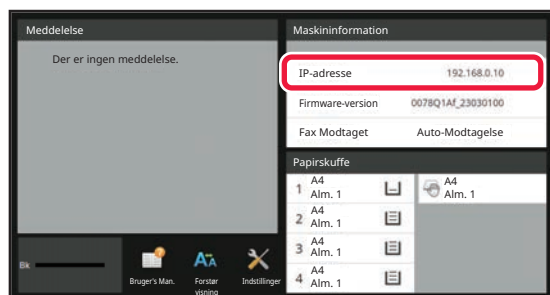 Meddelelse
Der er ingen meddelelse.
Maskininformation
IP-adresse 192.168.0.10
Firmware-version 0078Q1Af_23030100
Fax Modtaget Auto-Modtagelse
Papirskuffe
1 A4
Alm. 1
A4
Alm. 1
2 A4
Alm. 1
3 A4
Alm. 1
4 A4
Alm. 1
Bk
Bruger's Man.
Forstør
visning
Indstillinger